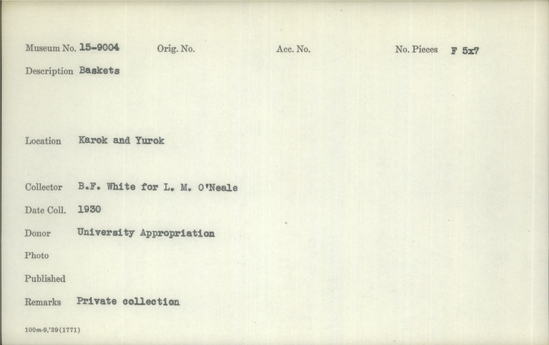 Museum No. 15-9004 Orig. No. Acc. No. No. Pieces F 5x7
Description Baskets
Location Karok and Yurok
Collector B.F. White for L. M. O'Neale
Date Coll. 1930
Donor University Appropriation
Photo
Published
Remarks Private collection
100m-9,'39(1771)